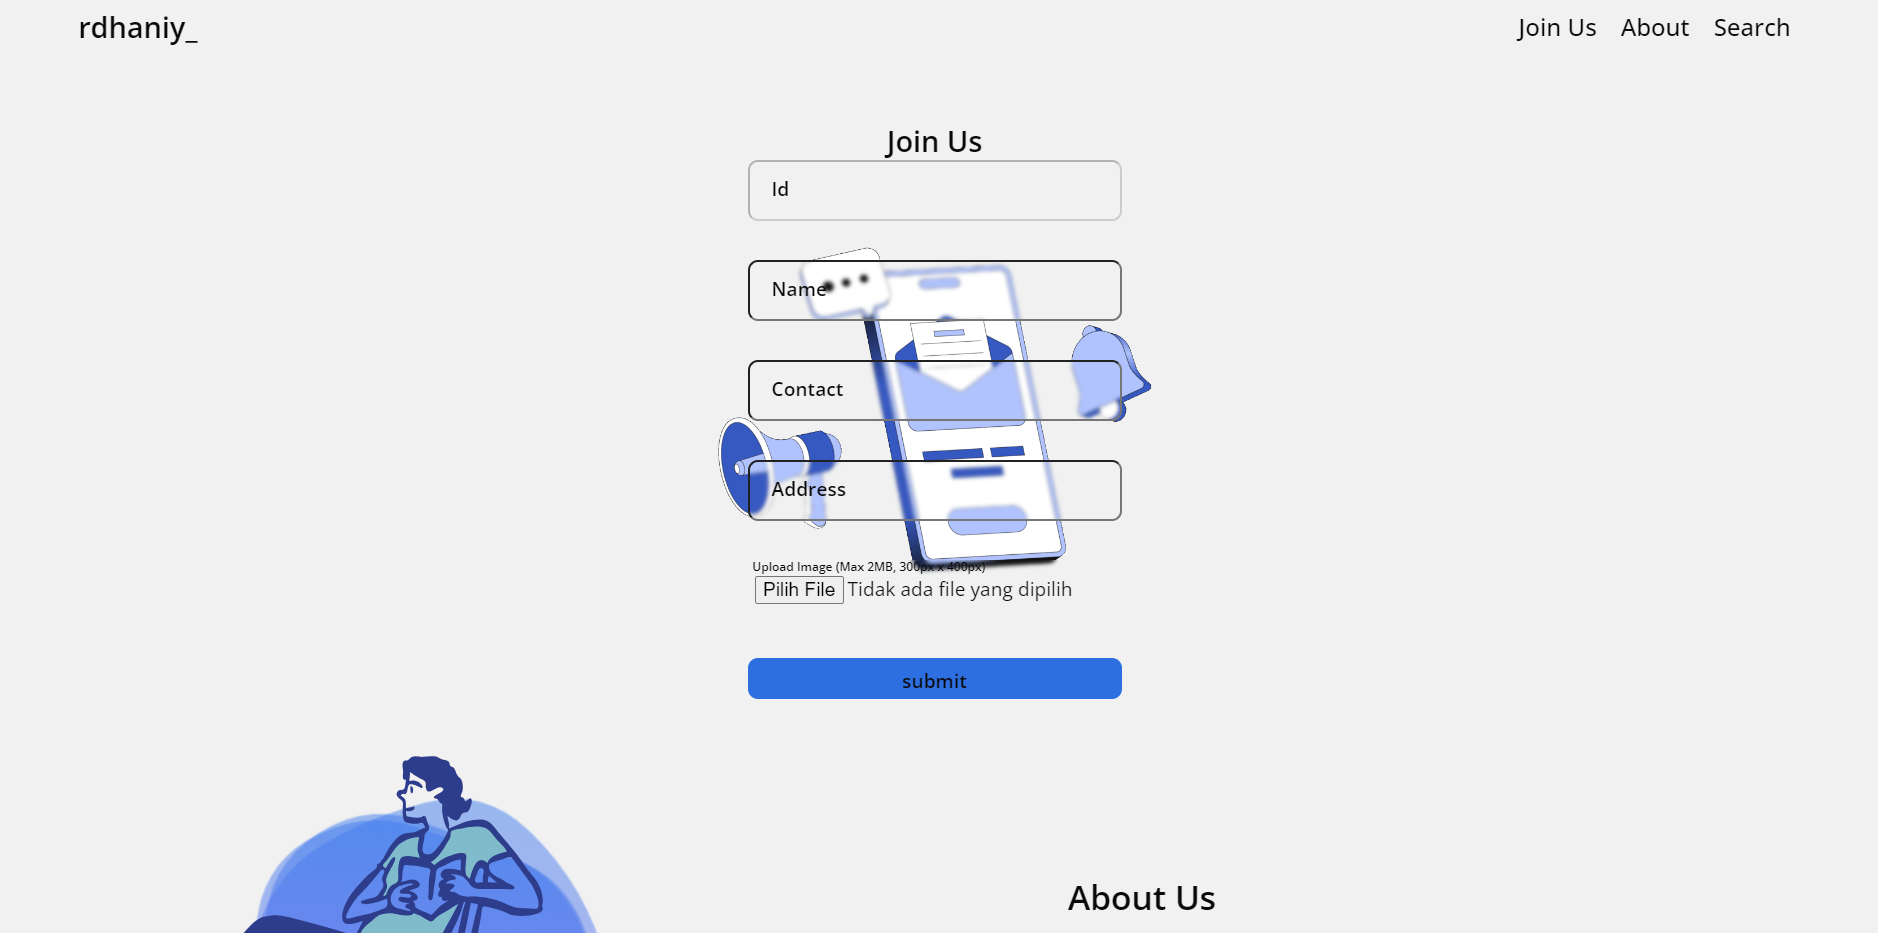 rdhaniy_
Join Us About Search
Join Us
Id
Name
Contact
Address
Upload Image (Max 2MB, 300px x 400px)
Pilih File Tidak ada file yang dipilih
submit
About Us